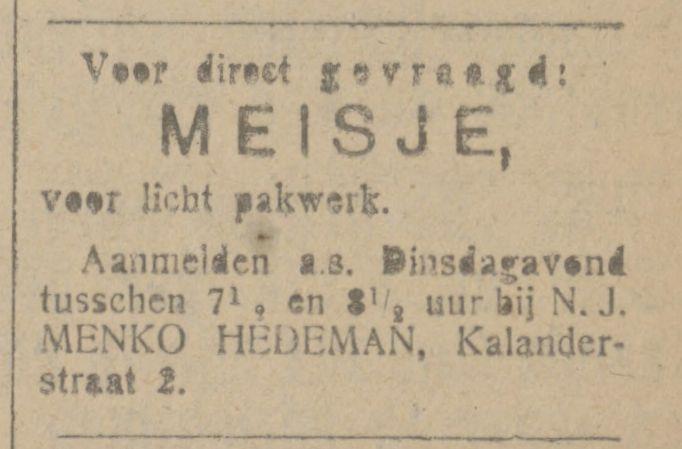 Voor direct gevraagd:
MEISJE,
voor licht pakwerk.
Aanmelden a.s. Dinsdagavond
tusschen 7½ en 8½ uur bij N. J.
MENKO HEDEMAN, Kalander-
straat 2.